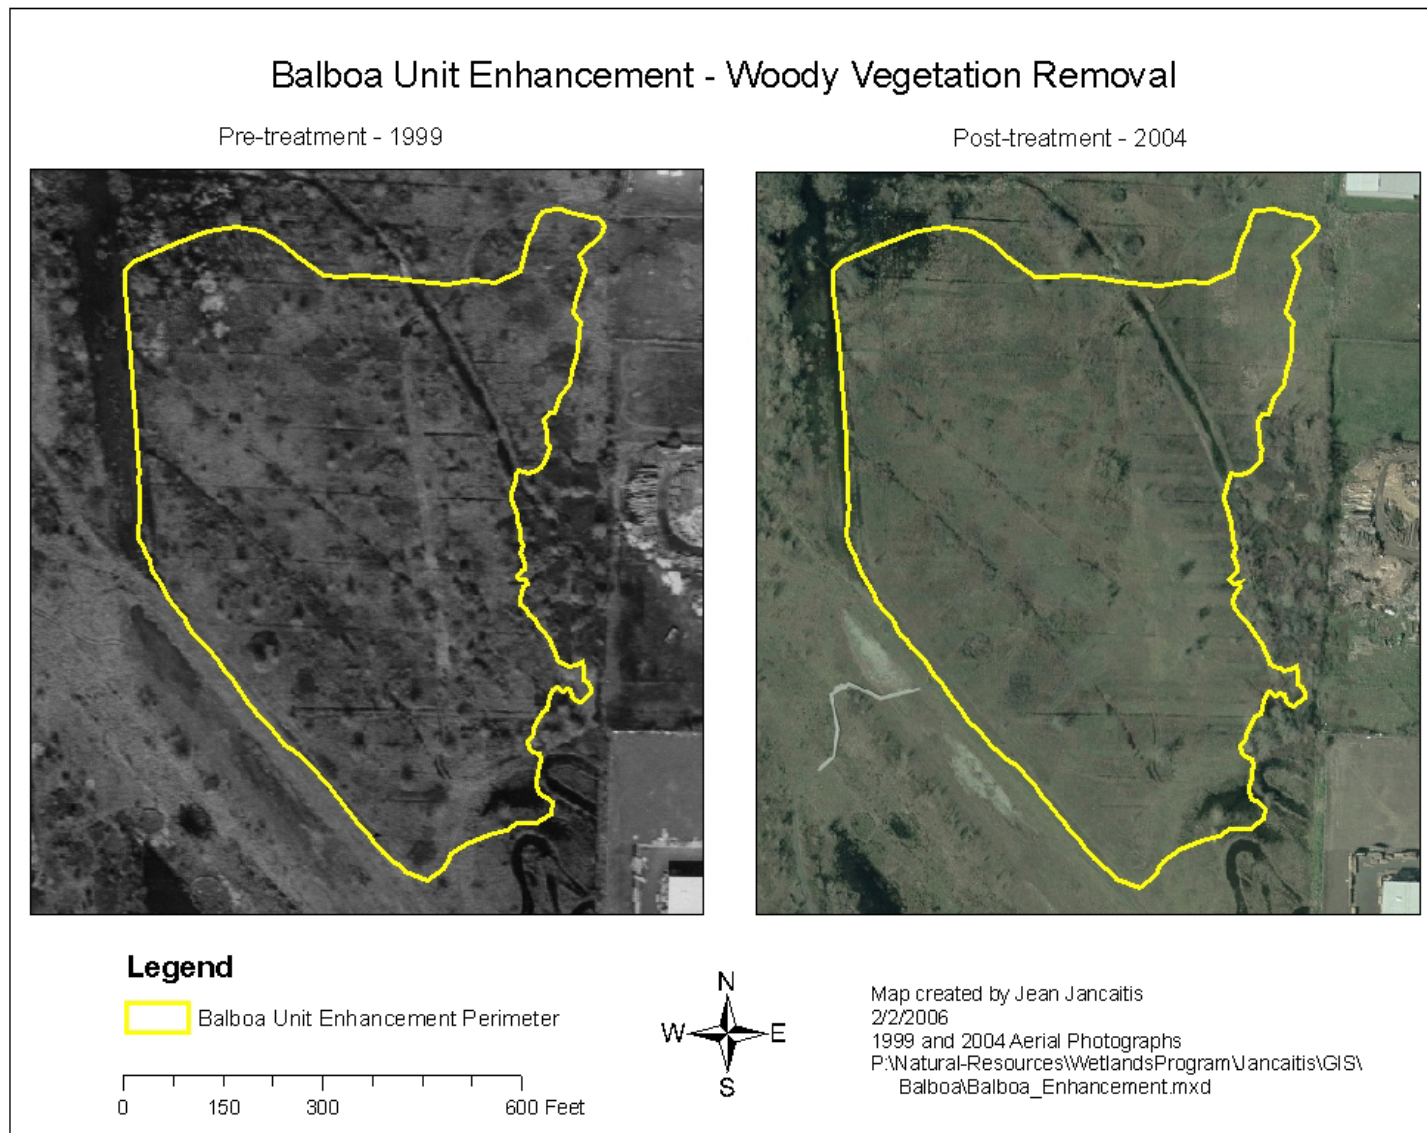 Balboa Unit Enhancement - Woody Vegetation Removal
Pre-treatment - 1999
Post-treatment - 2004
Legend
Balboa Unit Enhancement Perimeter
0 150 300 600 Feet
N
W E
S
Map created by Jean Jancaitis
2/2/2006
1999 and 2004 Aerial Photographs
P:\Natural-Resources\WetlandsProgram\Jancaitis\GIS\
Balboa\Balboa_Enhancement.mxd